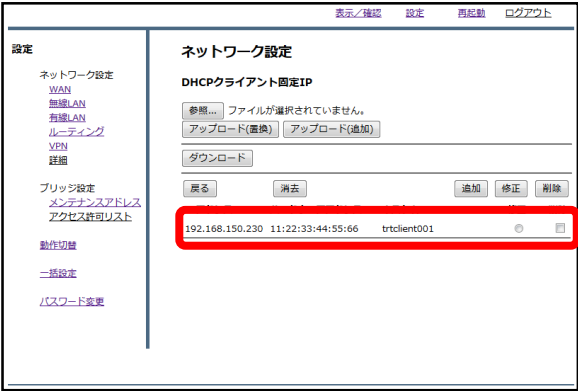 表示／確認 設定 再起動 ログアウト
設定
ネットワーク設定
WAN
無線LAN
有線LAN
ルーティング
VPN
詳細
ブリッジ設定
メンテナンスアドレス
アクセス許可リスト
動作切替
一括設定
パスワード変更
ネットワーク設定
DHCPクライアント固定IP
参照... ファイルが選択されていません。
アップロード(置換) アップロード(追加)
ダウンロード
戻る 消去 追加 修正 削除
192.168.150.230 11:22:33:44:55:66 trtclient001